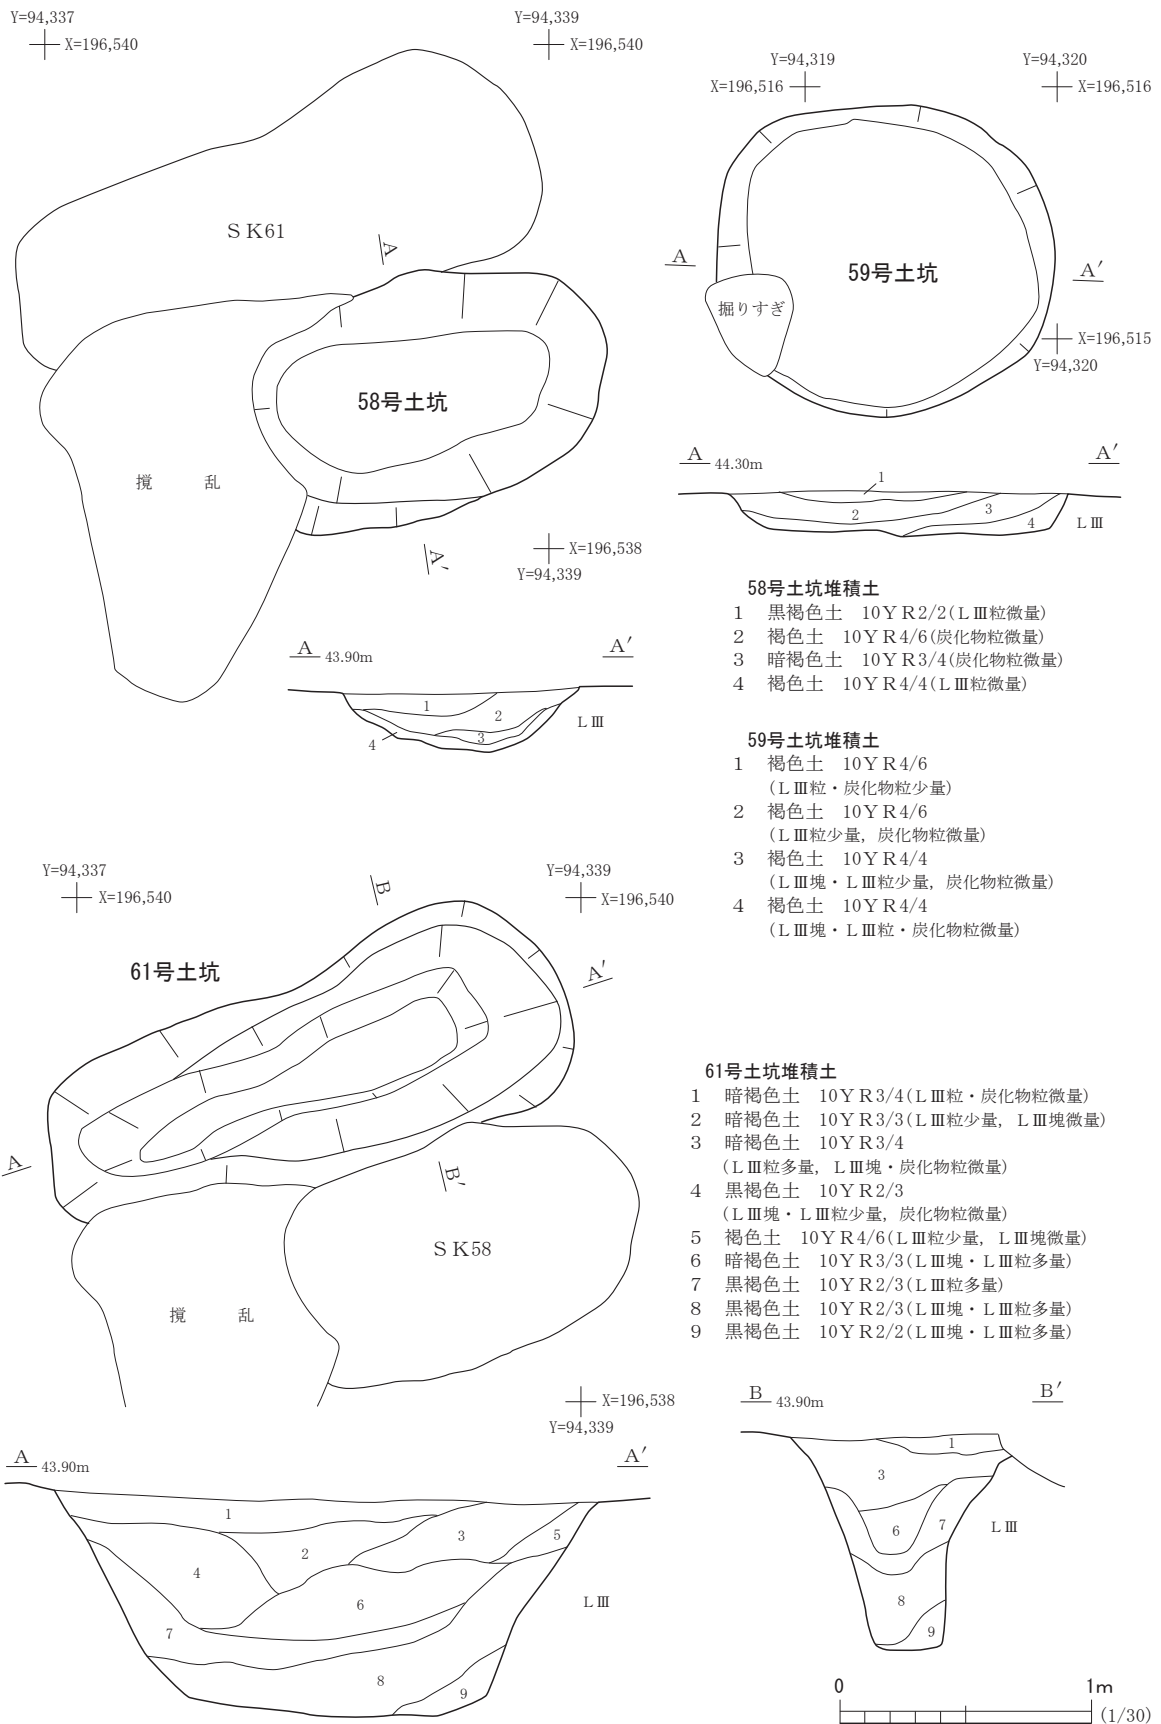 Y=94,337
X=196,540
Y=94,339
X=196,540
ＳＫ61
A
58号土坑
撹　乱
A′
X=196,538
Y=94,339
A 43.90m A′
1
2
3
4
ＬⅢ
Y=94,319
X=196,516
Y=94,320
X=196,516
A
59号土坑
A′
掘りすぎ
X=196,515
Y=94,320
A 44.30m A′
1
2
3
4
ＬⅢ
58号土坑堆積土
1　黒褐色土　10ＹＲ2/2(ＬⅢ粒微量)
2　褐色土　10ＹＲ4/6(炭化物粒微量)
3　暗褐色土　10ＹＲ3/4(炭化物粒微量)
4　褐色土　10ＹＲ4/4(ＬⅢ粒微量)
59号土坑堆積土
1　褐色土　10ＹＲ4/6
(ＬⅢ粒・炭化物粒少量)
2　褐色土　10ＹＲ4/6
(ＬⅢ粒少量，炭化物粒微量)
3　褐色土　10ＹＲ4/4
(ＬⅢ塊・ＬⅢ粒少量，炭化物粒微量)
4　褐色土　10ＹＲ4/4
(ＬⅢ塊・ＬⅢ粒・炭化物粒微量)
Y=94,337
X=196,540
Y=94,339
X=196,540
B
61号土坑
A′
A
B′
ＳＫ58
撹　乱
X=196,538
Y=94,339
61号土坑堆積土
1　暗褐色土　10ＹＲ3/4(ＬⅢ粒・炭化物粒微量)
2　暗褐色土　10ＹＲ3/3(ＬⅢ粒少量，ＬⅢ塊微量)
3　暗褐色土　10ＹＲ3/4
(ＬⅢ粒多量，ＬⅢ塊・炭化物粒微量)
4　黒褐色土　10ＹＲ2/3
(ＬⅢ塊・ＬⅢ粒少量，炭化物粒微量)
5　褐色土　10ＹＲ4/6(ＬⅢ粒少量，ＬⅢ塊微量)
6　暗褐色土　10ＹＲ3/3(ＬⅢ塊・ＬⅢ粒多量)
7　黒褐色土　10ＹＲ2/3(ＬⅢ粒多量)
8　黒褐色土　10ＹＲ2/3(ＬⅢ塊・ＬⅢ粒多量)
9　黒褐色土　10ＹＲ2/2(ＬⅢ塊・ＬⅢ粒多量)
A 43.90m A′
1
2
3
5
4
6
7
8
9
ＬⅢ
B 43.90m B′
1
3
6
7
8
9
ＬⅢ
0 1m
(1/30)